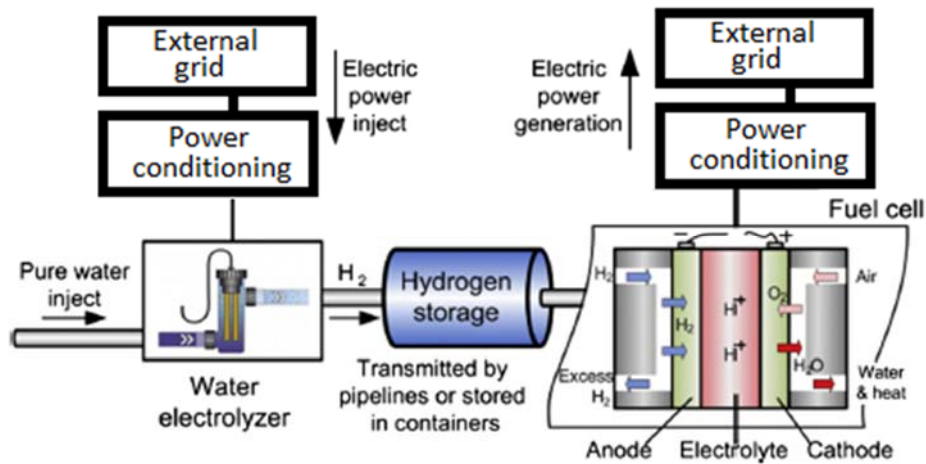 External
grid
Power
conditioning
Electric
power
inject
Electric
power
generation
External
grid
Power
conditioning
Fuel cell
Pure water
inject
H2
Hydrogen
storage
Water
electrolyzer
Transmitted by
pipelines or stored
in containers
− +
H2
H2
Excess
H2
H+
H+
O2
H2O
Air
Water
& heat
Anode
Electrolyte
Cathode